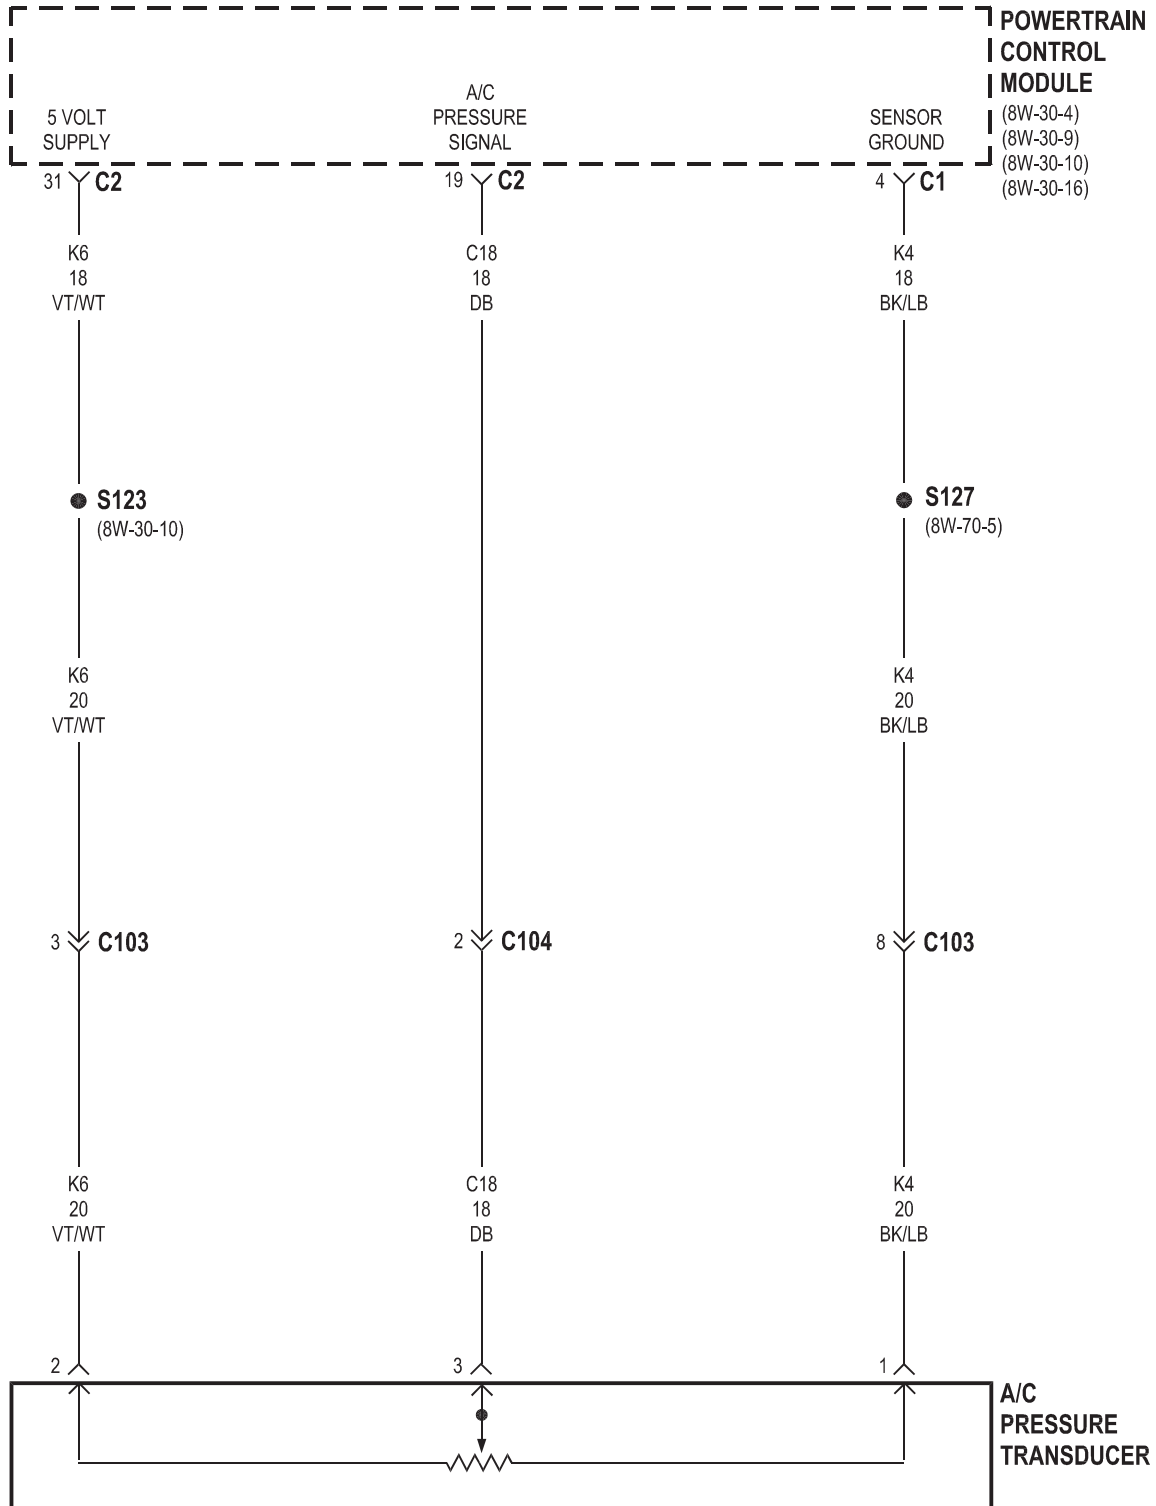 POWERTRAIN
CONTROL
MODULE
(8W-30-4)
(8W-30-9)
(8W-30-10)
(8W-30-16)
5 VOLT
SUPPLY
A/C
PRESSURE
SIGNAL
SENSOR
GROUND
31 C2
19 C2
4 C1
K6
18
VT/WT
C18
18
DB
K4
18
BK/LB
S123
(8W-30-10)
S127
(8W-70-5)
K6
20
VT/WT
K4
20
BK/LB
3 C103
2 C104
8 C103
K6
20
VT/WT
C18
18
DB
K4
20
BK/LB
2
3
1
A/C
PRESSURE
TRANSDUCER